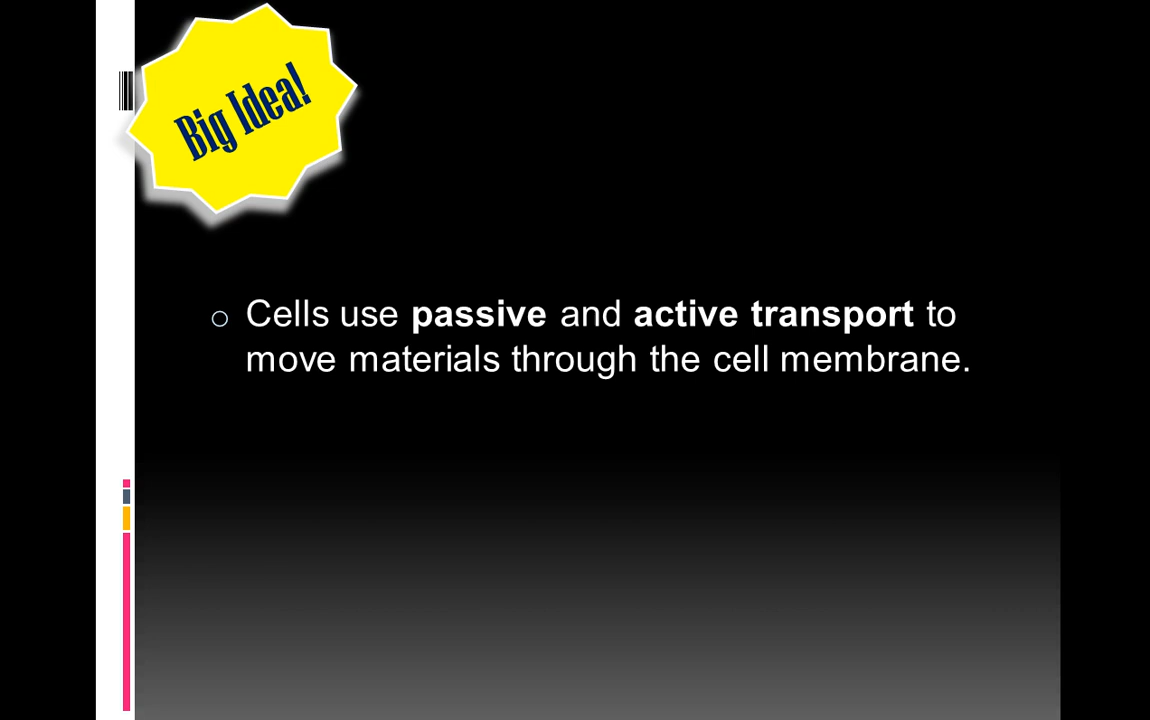 Big Idea!
Cells use passive and active transport to
move materials through the cell membrane.